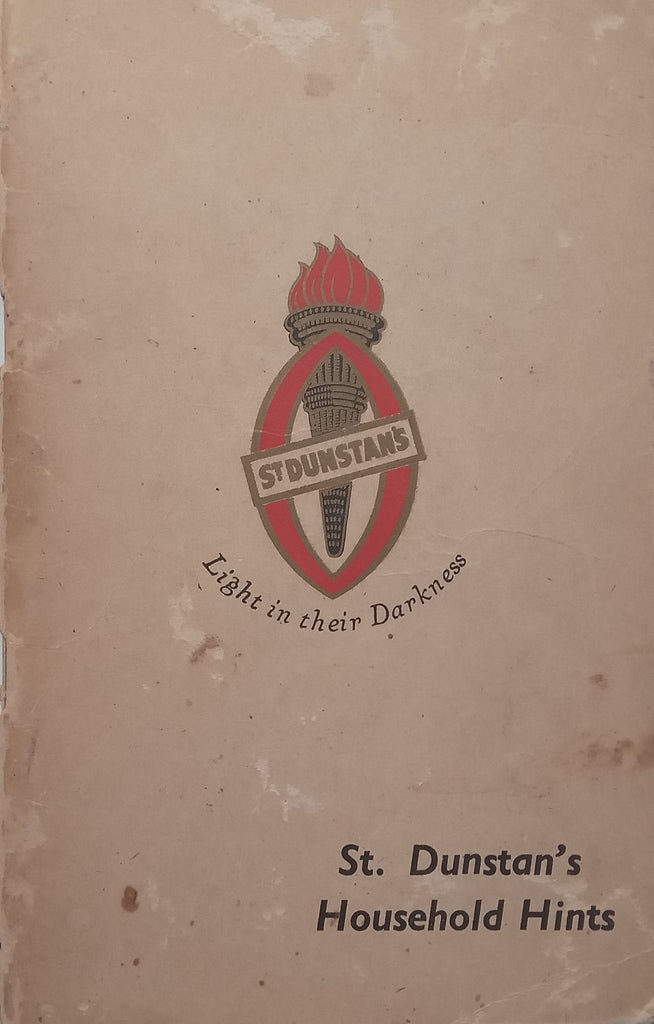 ST DUNSTAN'S
Light in their Darkness
St. Dunstan's
Household Hints